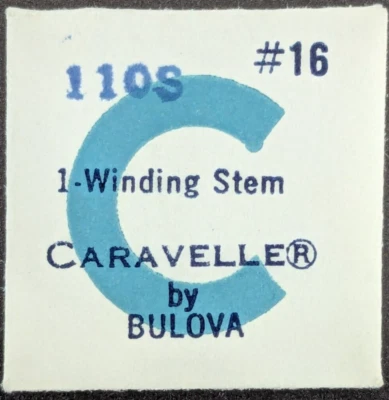 110S #16
1-Winding Stem
CARAVELLE®
by
BULOVA